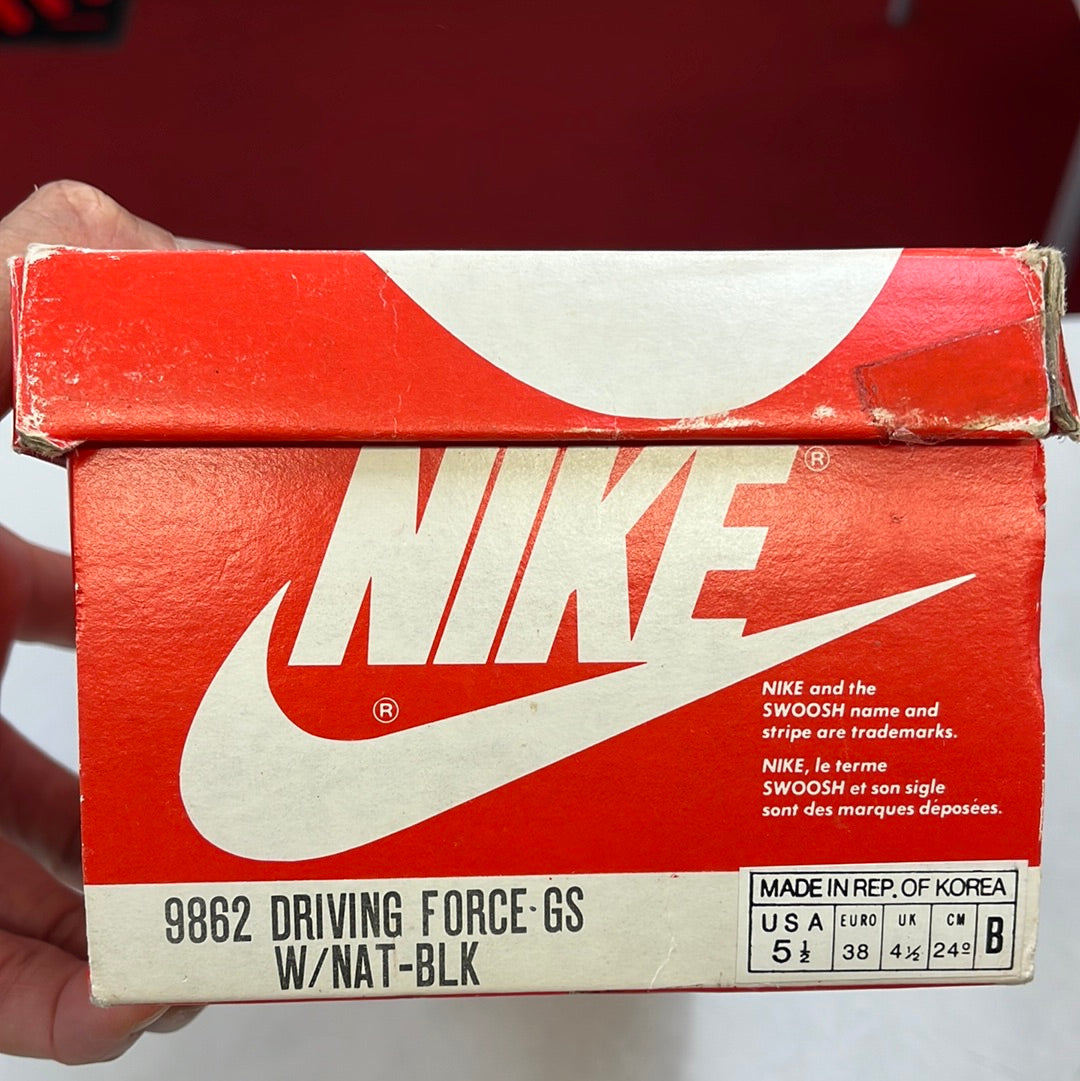 NIKE®
®
NIKE and the
SWOOSH name and
stripe are trademarks.
NIKE, le terme
SWOOSH et son sigle
sont des marques déposées.
9862 DRIVING FORCE-GS
W/NAT-BLK
MADE IN REP. OF KOREA
USA EURO UK CM B
5½ 38 4½ 24º